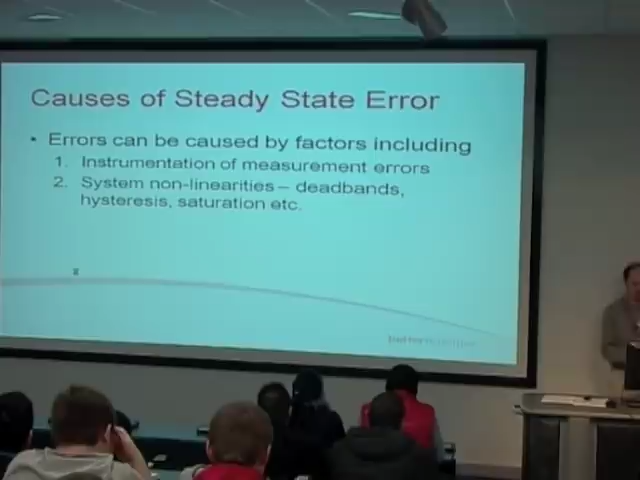 Causes of Steady State Error
• Errors can be caused by factors including
1. Instrumentation of measurement errors
2. System non-linearities – deadbands,
hysteresis, saturation etc.